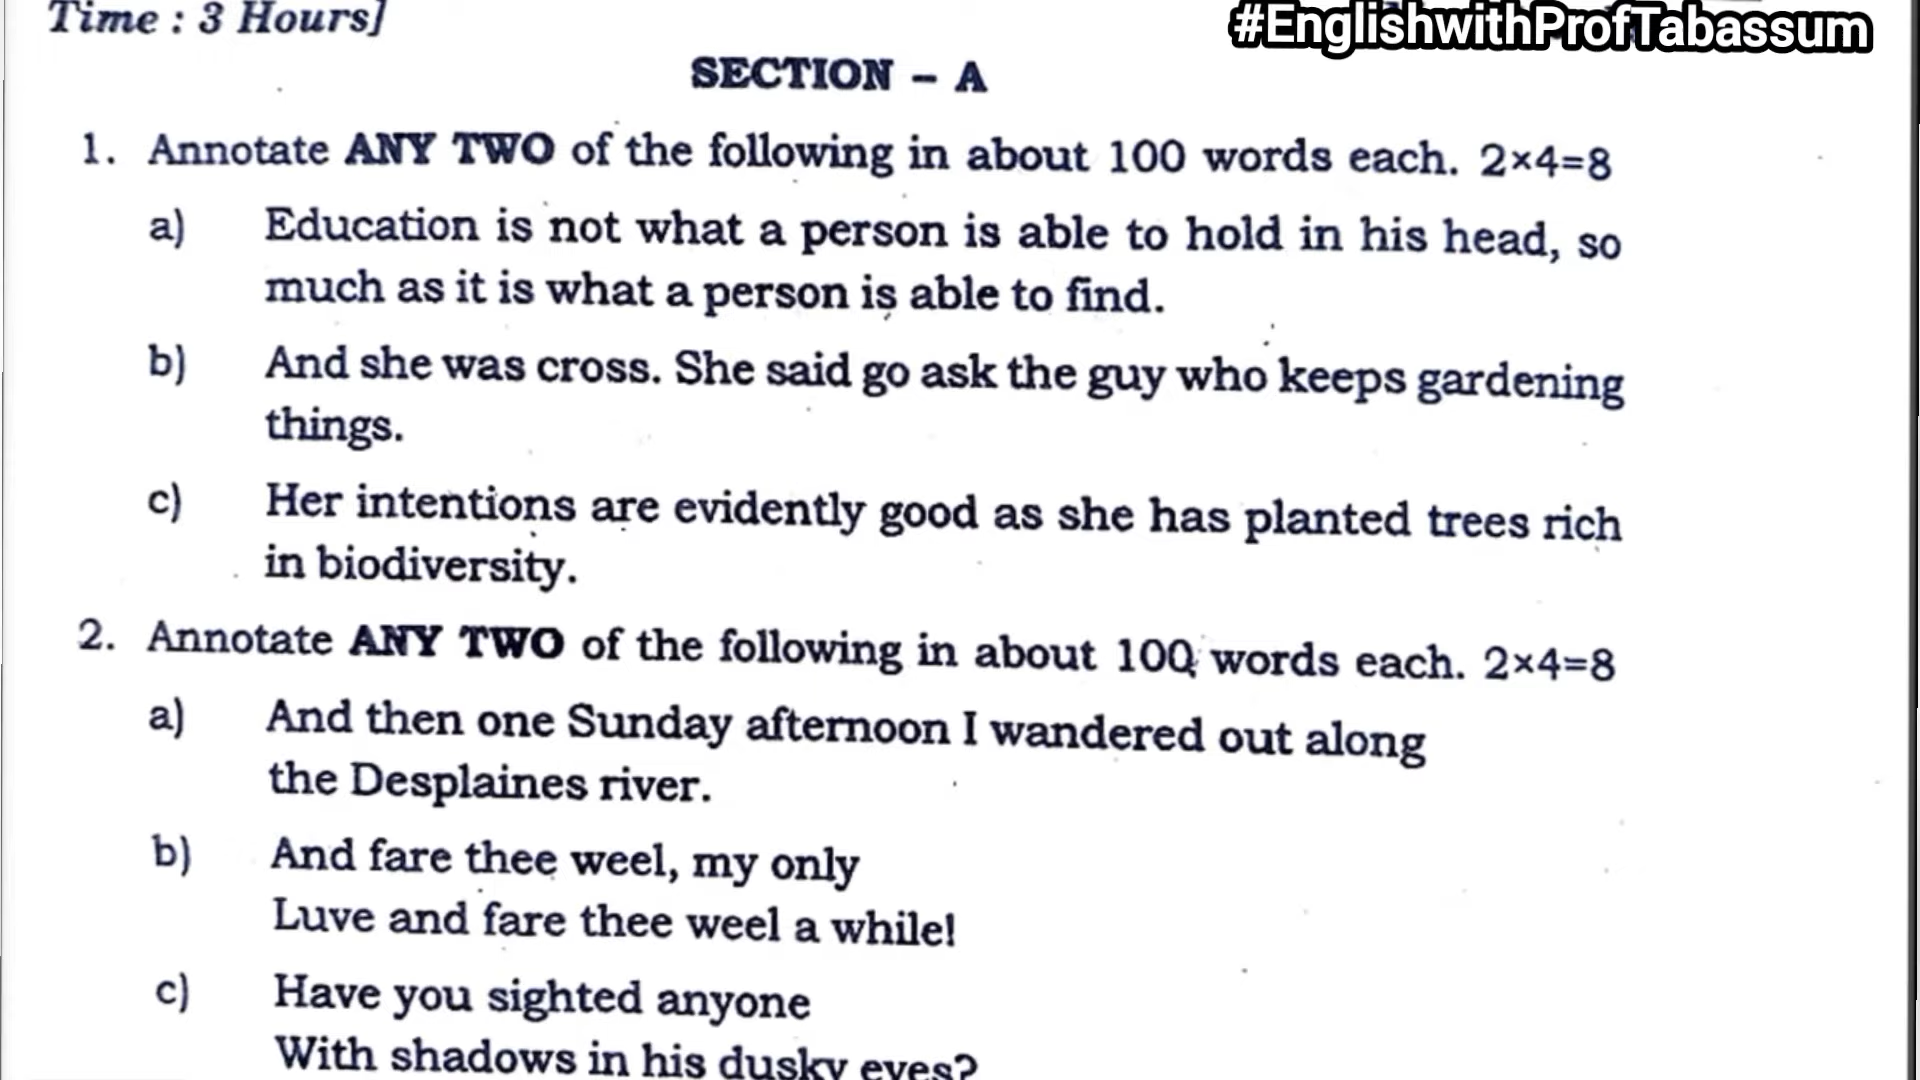 Time : 3 Hours]
#EnglishwithProfTabassum
SECTION – A
1. Annotate ANY TWO of the following in about 100 words each. 2×4=8
a) Education is not what a person is able to hold in his head, so
much as it is what a person is able to find.
b) And she was cross. She said go ask the guy who keeps gardening
things.
c) Her intentions are evidently good as she has planted trees rich
in biodiversity.
2. Annotate ANY TWO of the following in about 100 words each. 2×4=8
a) And then one Sunday afternoon I wandered out along
the Desplaines river.
b) And fare thee weel, my only
Luve and fare thee weel a while!
c) Have you sighted anyone
With shadows in his dusky eyes?